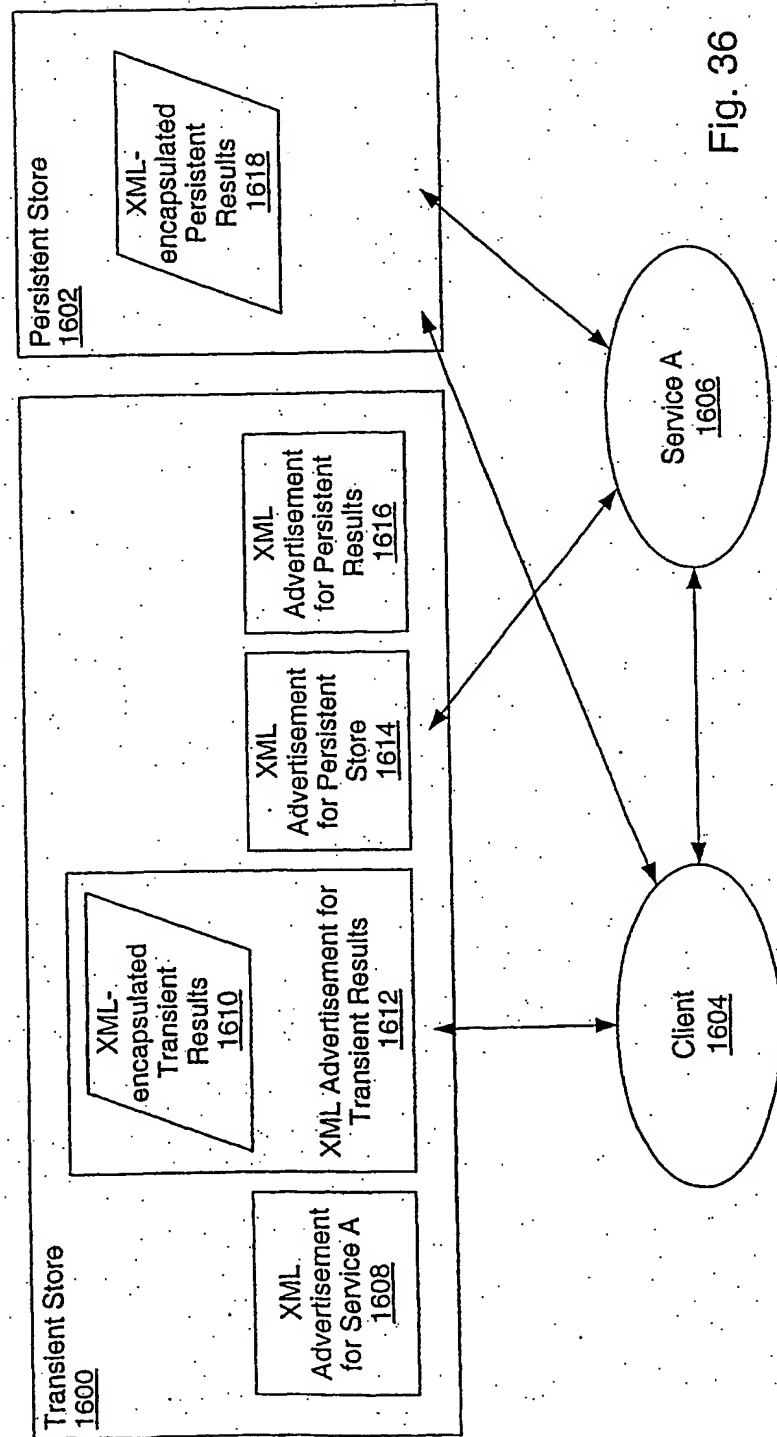 Transient Store
1600
XML
Advertisement
for Service A
1608
XML-
encapsulated
Transient
Results
1610
XML Advertisement for
Transient Results
1612
XML
Advertisement
for Persistent
Store
1614
XML
Advertisement
for Persistent
Results
1616
Persistent Store
1602
XML-
encapsulated
Persistent
Results
1618
Client
1604
Service A
1606
Fig. 36